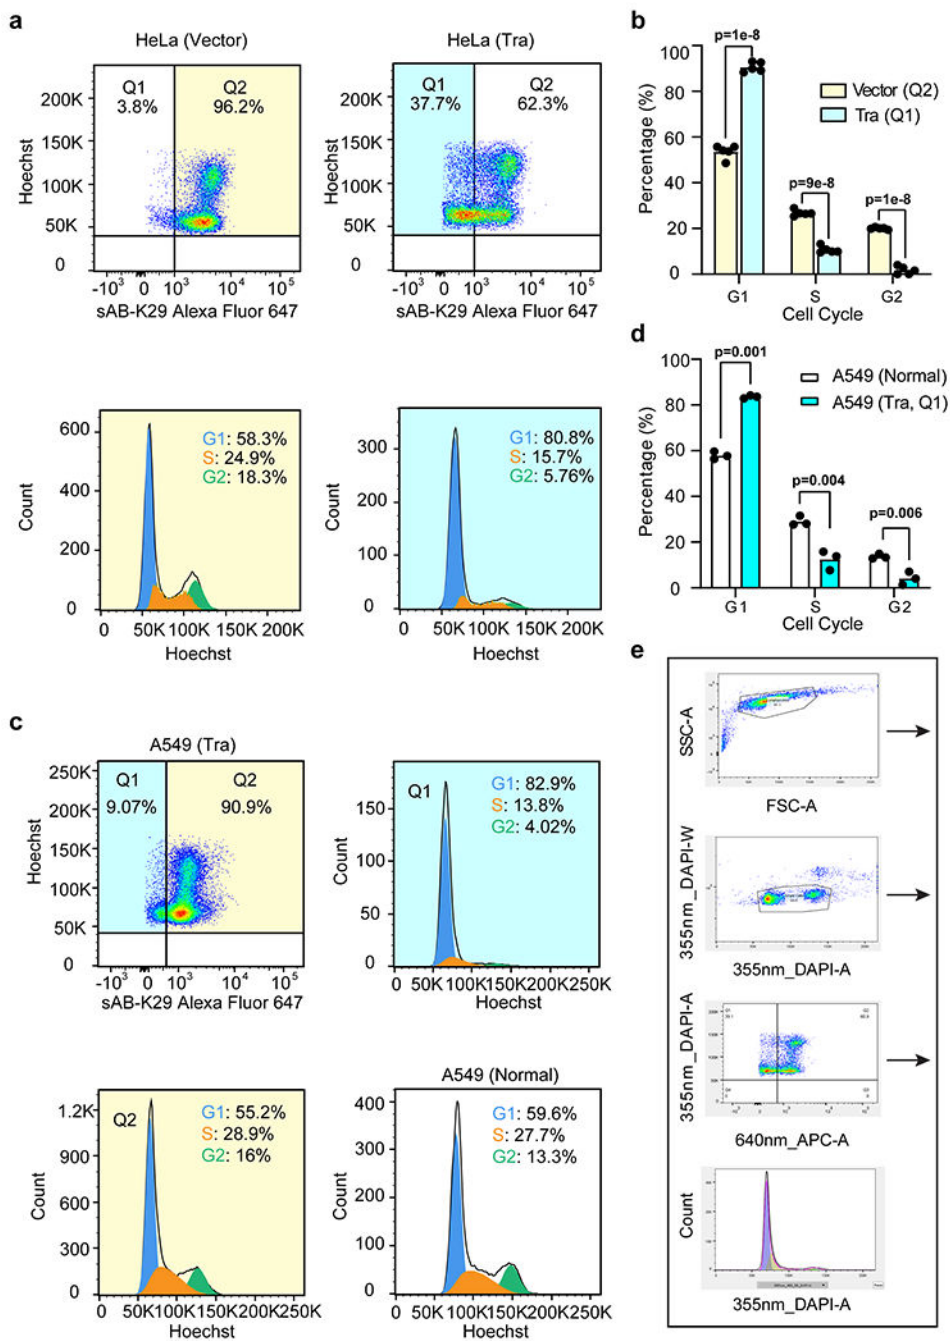 a
HeLa (Vector)
HeLa (Tra)
Q1
3.8%
Q2
96.2%
Q1
37.7%
Q2
62.3%
200K
150K
100K
50K
0
Hoechst
-10³ 10³ 10⁴ 10⁵
sAB-K29 Alexa Fluor 647
200K
150K
100K
50K
0
Hoechst
-10³ 10³ 10⁴ 10⁵
sAB-K29 Alexa Fluor 647
G1: 58.3%
S: 24.9%
G2: 18.3%
600
400
200
0
Count
0 50K 100K 150K 200K
Hoechst
G1: 80.8%
S: 15.7%
G2: 5.76%
300
200
100
0
Count
0 50K 100K 150K 200K
Hoechst
b
p=1e-8
p=9e-8
p=1e-8
Vector (Q2)
Tra (Q1)
100
80
60
40
20
0
Percentage (%)
G1 S G2
Cell Cycle
c
A549 (Tra)
Q1
9.07%
Q2
90.9%
250K
200K
150K
100K
50K
0
Hoechst
-10³ 10³ 10⁴ 10⁵
sAB-K29 Alexa Fluor 647
Q1
G1: 82.9%
S: 13.8%
G2: 4.02%
150
100
50
0
Count
0 50K 100K 150K 200K 250K
Hoechst
Q2
G1: 55.2%
S: 28.9%
G2: 16%
1.2K
900
600
300
0
Count
0 50K 100K 150K 200K 250K
Hoechst
A549 (Normal)
G1: 59.6%
S: 27.7%
G2: 13.3%
400
300
200
100
0
Count
0 50K 100K 150K 200K 250K
Hoechst
d
p=0.001
p=0.004
p=0.006
A549 (Normal)
A549 (Tra, Q1)
100
80
60
40
20
0
Percentage (%)
G1 S G2
Cell Cycle
e
SSC-A
FSC-A
355nm_DAPI-W
355nm_DAPI-A
355nm_DAPI-A
640nm_APC-A
Count
355nm_DAPI-A